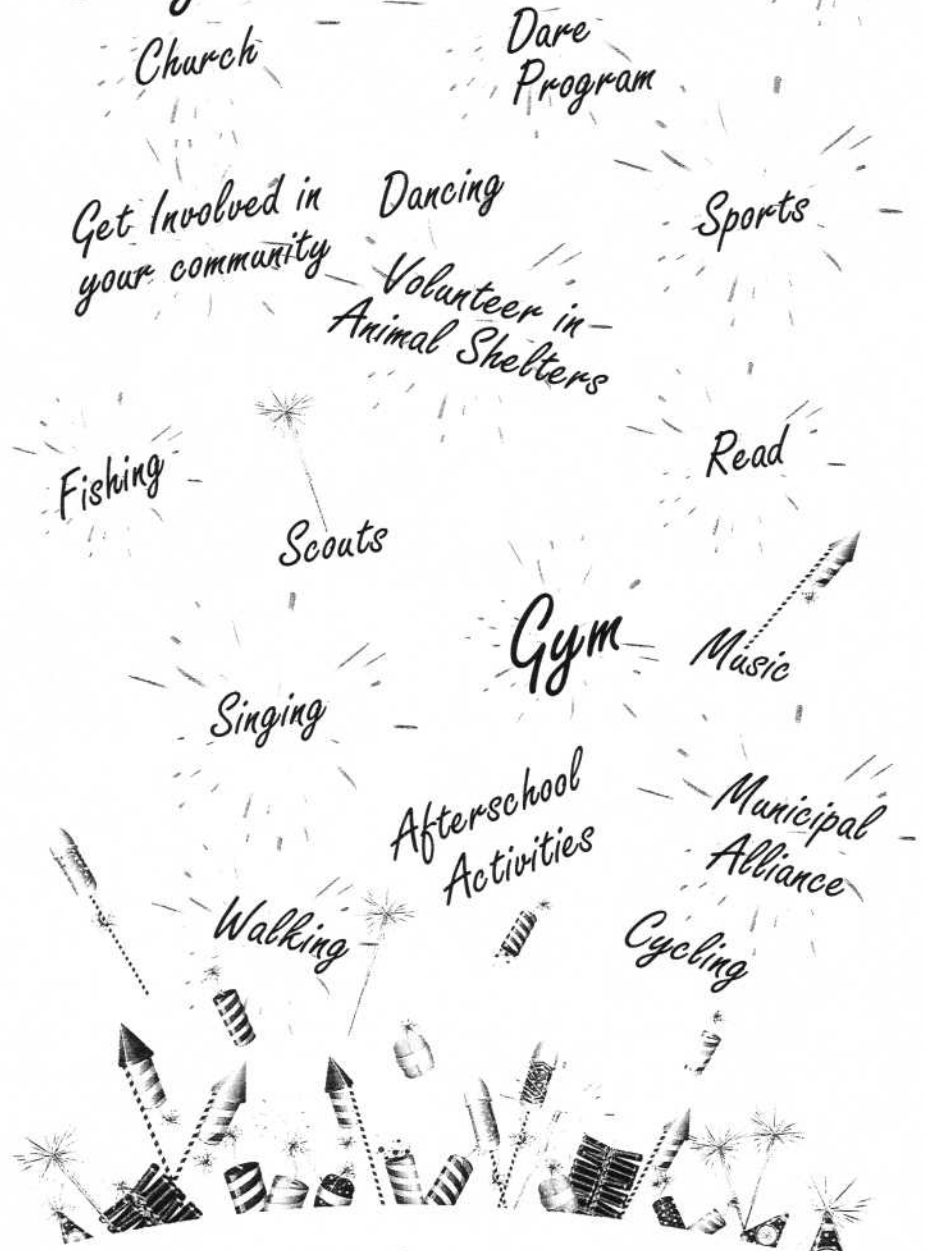 Church
Dare
Program
Get Involved in
your community
Dancing
Sports
Volunteer in
Animal Shelters
Fishing
Read
Scouts
Gym
Music
Singing
Afterschool
Activities
Municipal
Alliance
Walking
Cycling